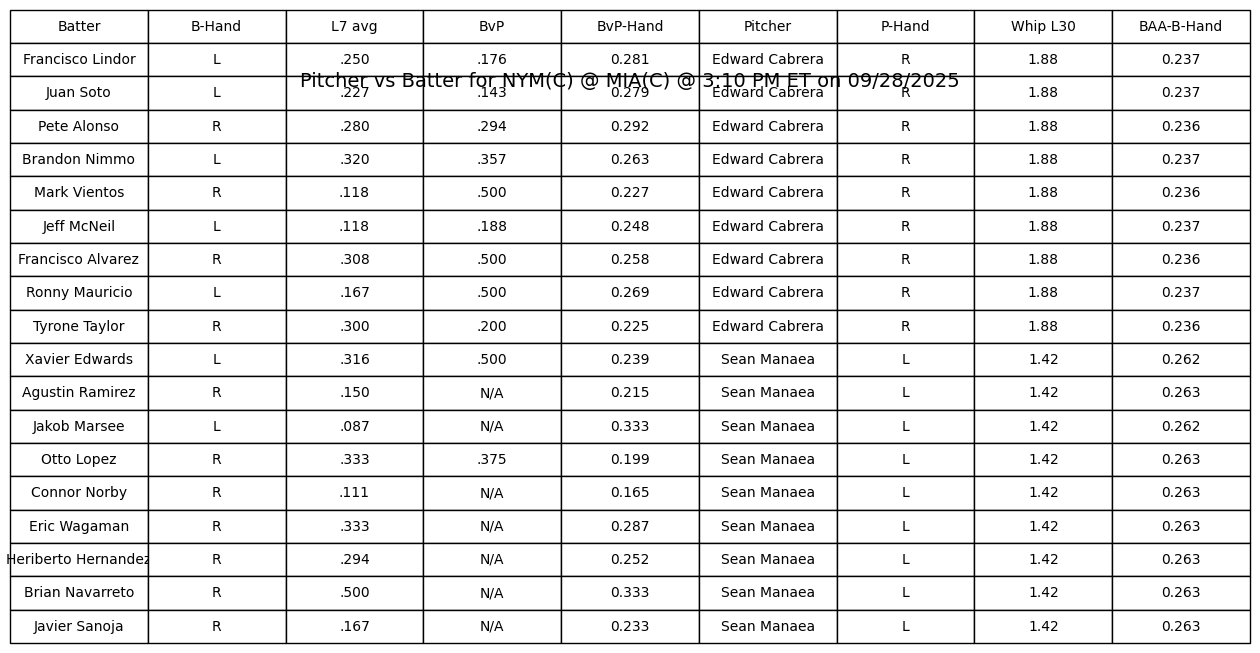 Batter B-Hand L7 avg BvP BvP-Hand Pitcher P-Hand Whip L30 BAA-B-Hand
Francisco Lindor L .250 .176 0.281 Edward Cabrera R 1.88 0.237
Pitcher vs Batter for NYM(C) @ MIA(C) @ 3:10 PM ET on 09/28/2025
Juan Soto L .227 .143 0.279 Edward Cabrera R 1.88 0.237
Pete Alonso R .280 .294 0.292 Edward Cabrera R 1.88 0.236
Brandon Nimmo L .320 .357 0.263 Edward Cabrera R 1.88 0.237
Mark Vientos R .118 .500 0.227 Edward Cabrera R 1.88 0.236
Jeff McNeil L .118 .188 0.248 Edward Cabrera R 1.88 0.237
Francisco Alvarez R .308 .500 0.258 Edward Cabrera R 1.88 0.236
Ronny Mauricio L .167 .500 0.269 Edward Cabrera R 1.88 0.237
Tyrone Taylor R .300 .200 0.225 Edward Cabrera R 1.88 0.236
Xavier Edwards L .316 .500 0.239 Sean Manaea L 1.42 0.262
Agustin Ramirez R .150 N/A 0.215 Sean Manaea L 1.42 0.263
Jakob Marsee L .087 N/A 0.333 Sean Manaea L 1.42 0.262
Otto Lopez R .333 .375 0.199 Sean Manaea L 1.42 0.263
Connor Norby R .111 N/A 0.165 Sean Manaea L 1.42 0.263
Eric Wagaman R .333 N/A 0.287 Sean Manaea L 1.42 0.263
Heriberto Hernandez R .294 N/A 0.252 Sean Manaea L 1.42 0.263
Brian Navarreto R .500 N/A 0.333 Sean Manaea L 1.42 0.263
Javier Sanoja R .167 N/A 0.233 Sean Manaea L 1.42 0.263